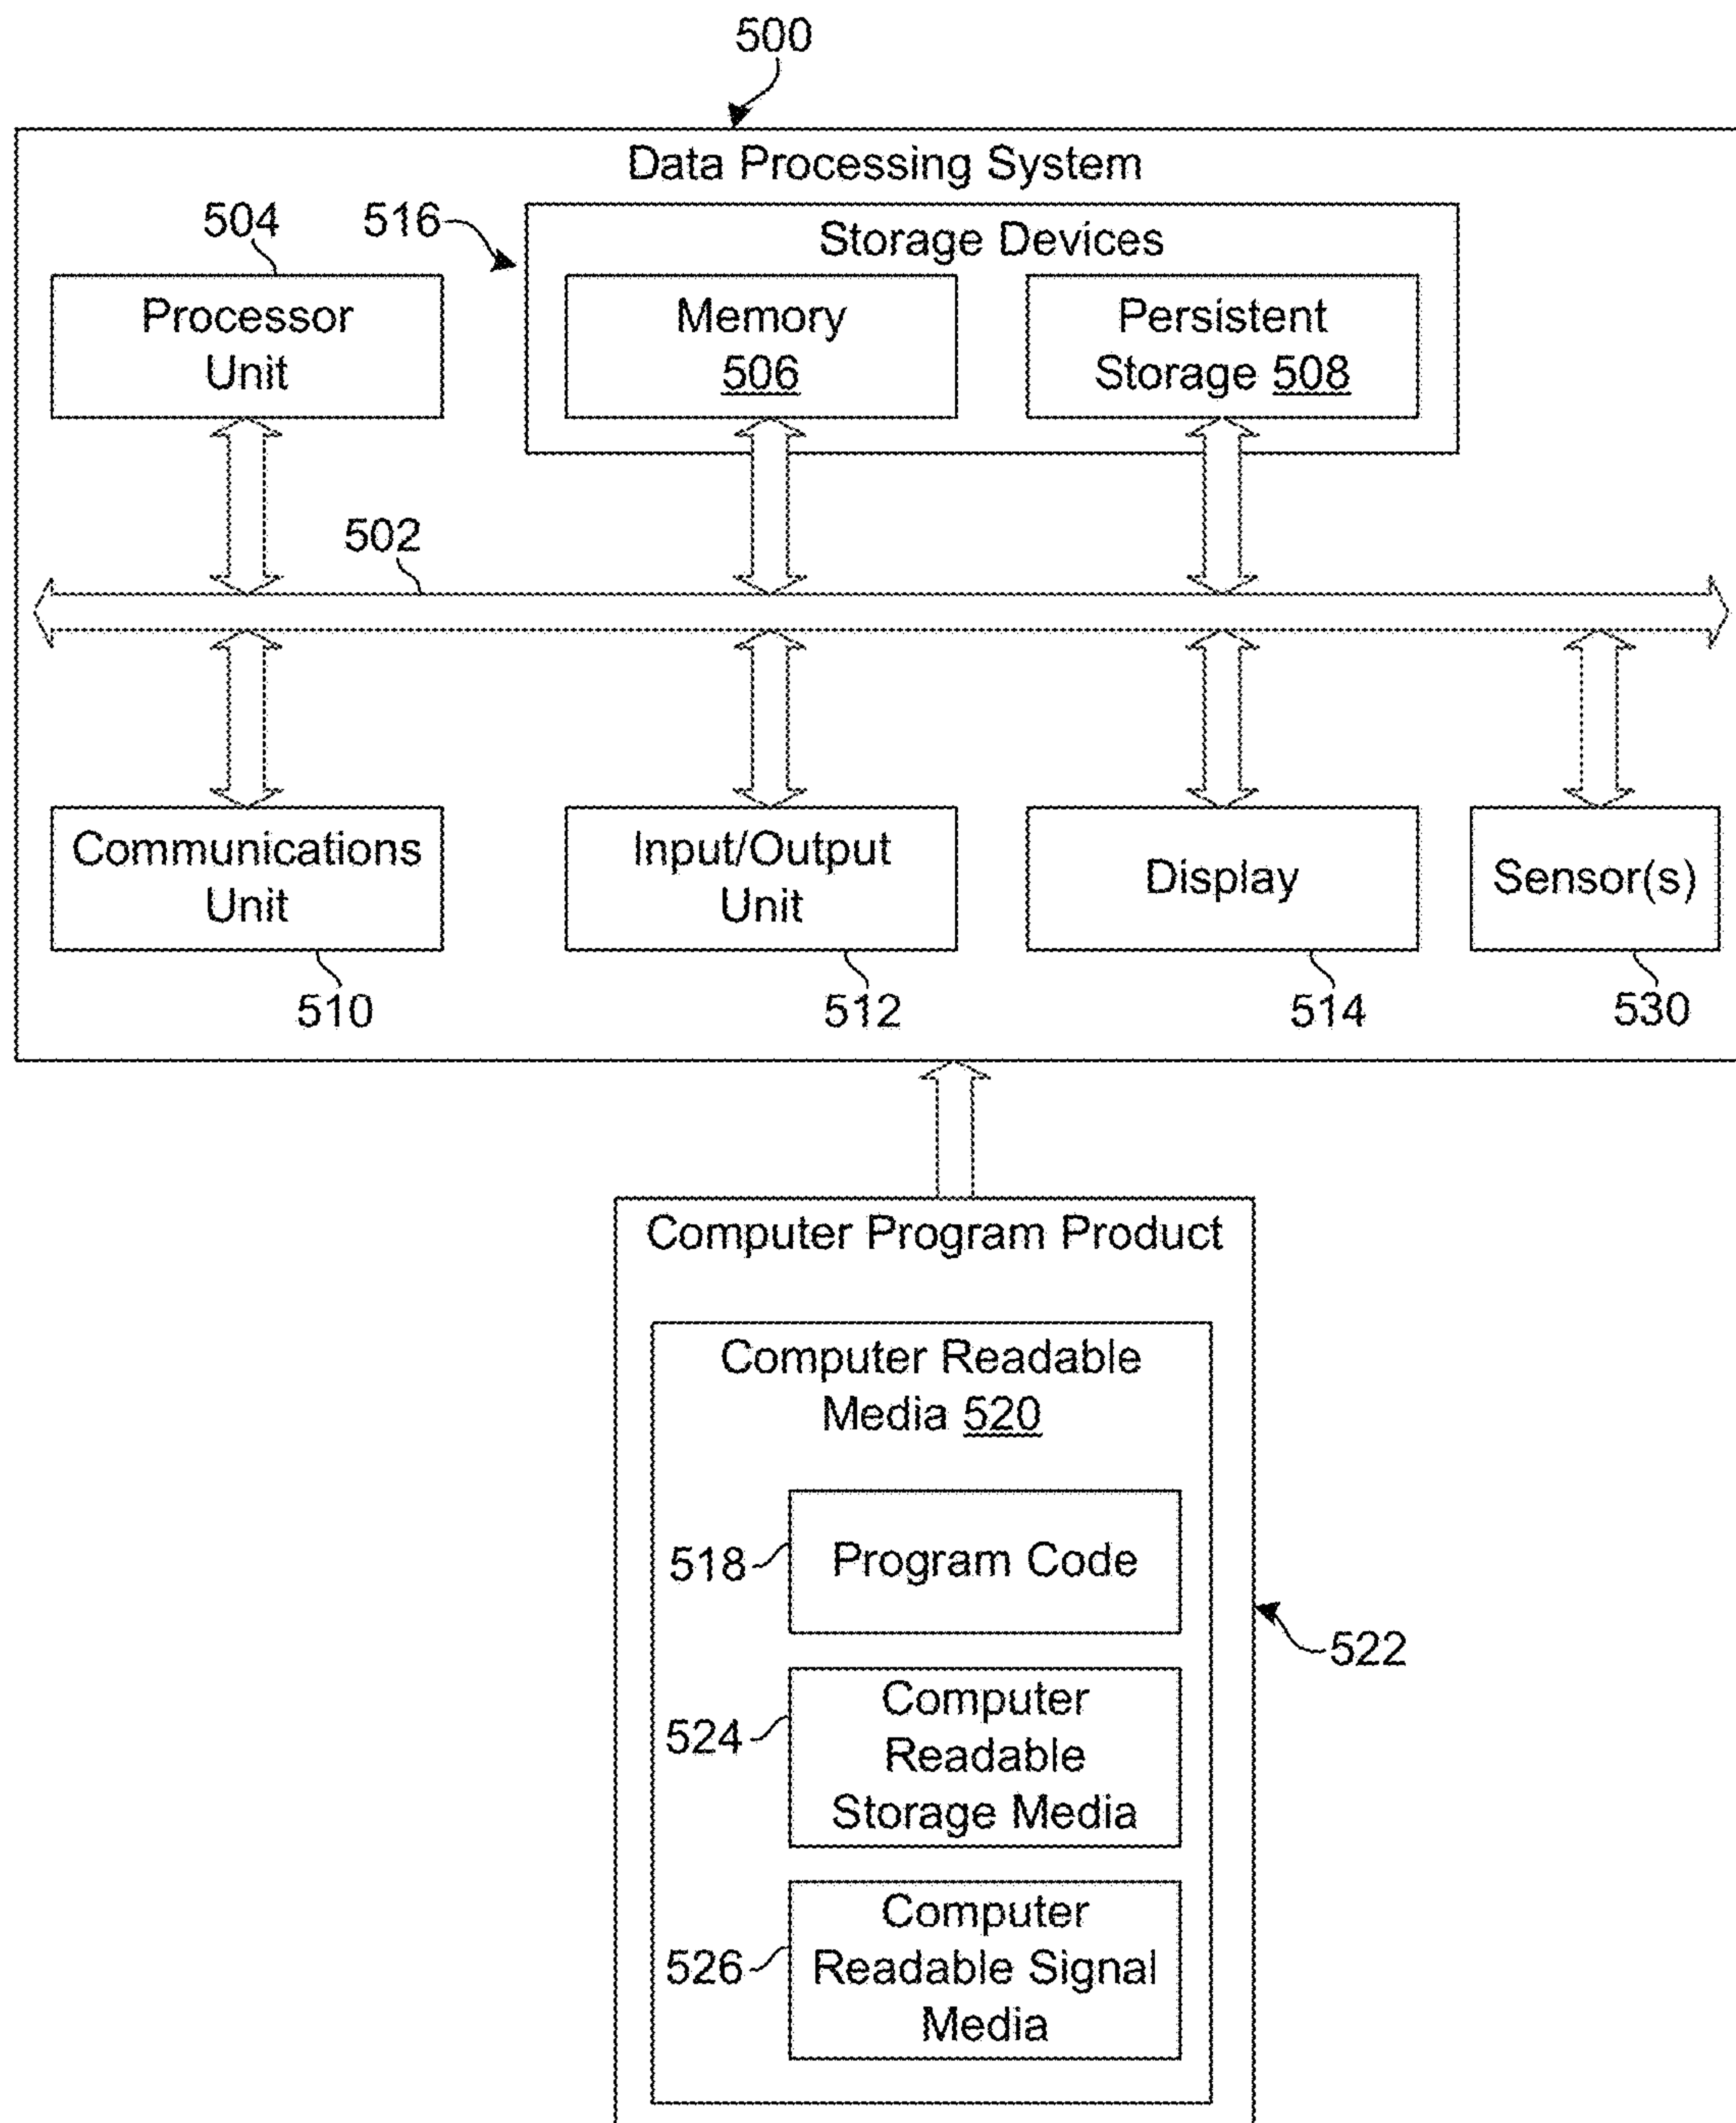 500
Data Processing System
504
516
Storage Devices
Processor
Unit
Memory
506
Persistent
Storage 508
502
Communications
Unit
Input/Output
Unit
Display
Sensor(s)
510
512
514
530
Computer Program Product
Computer Readable
Media 520
518
Program Code
522
524
Computer
Readable
Storage Media
526
Computer
Readable Signal
Media